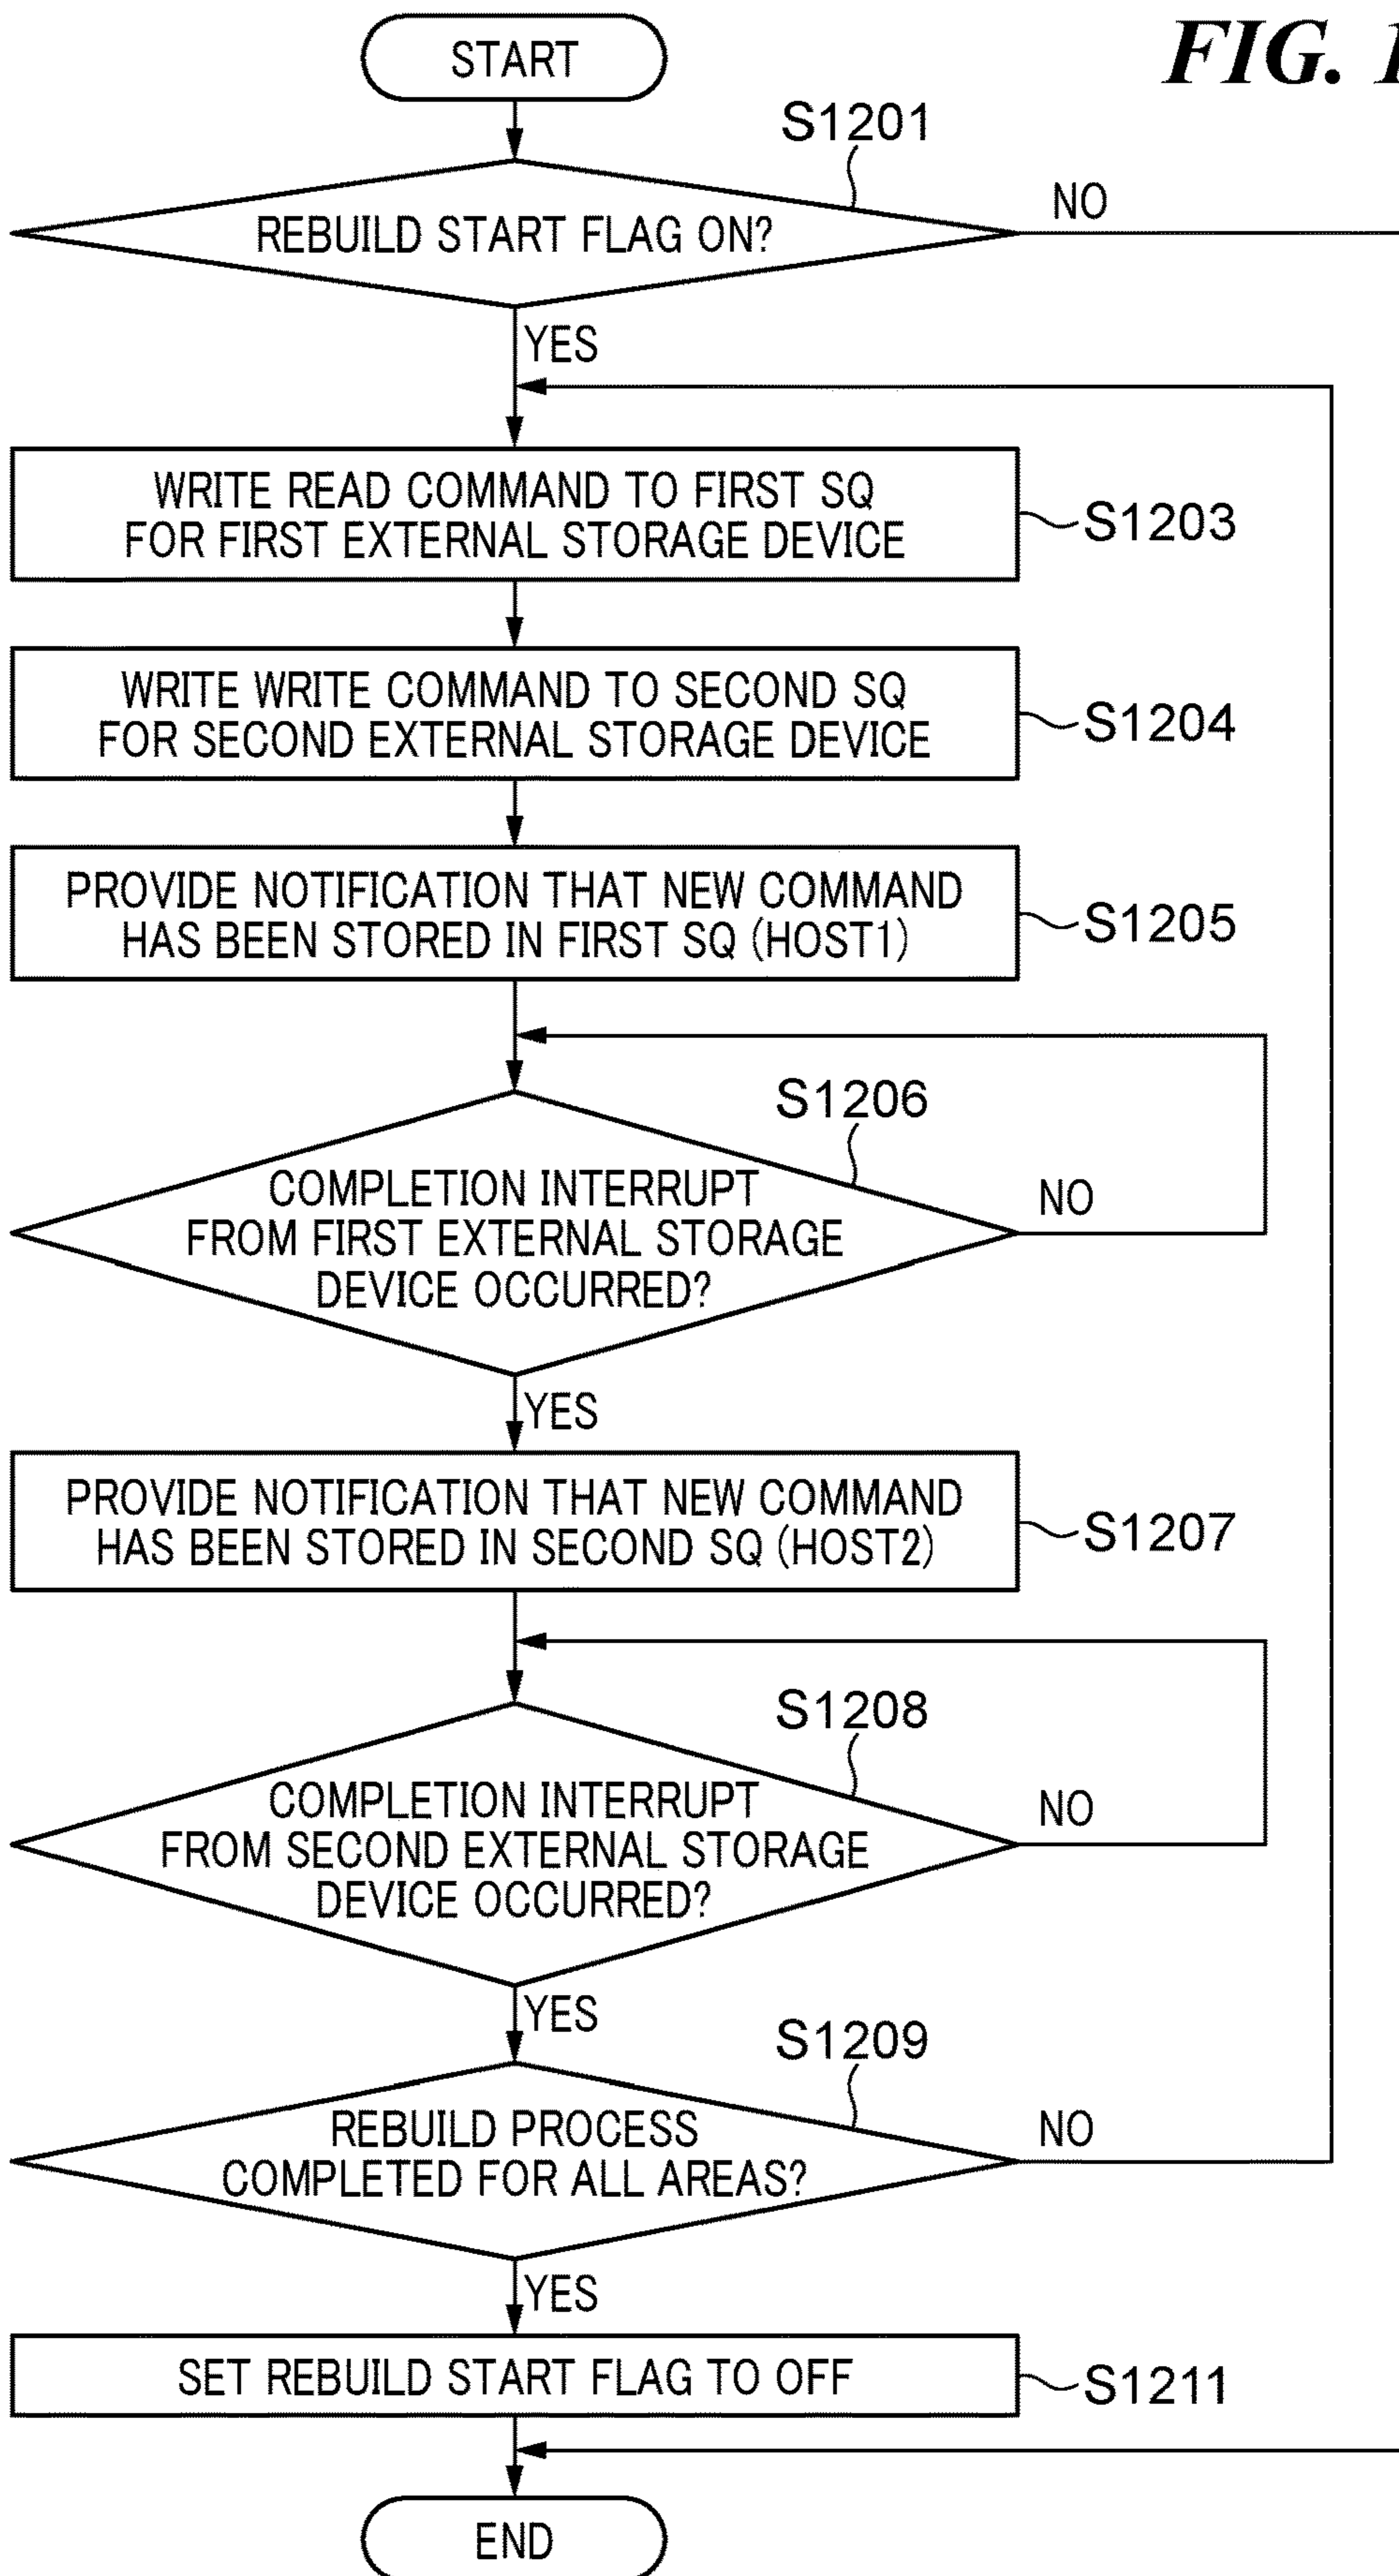 FIG. 1
START
S1201
REBUILD START FLAG ON?
NO
YES
WRITE READ COMMAND TO FIRST SQ
FOR FIRST EXTERNAL STORAGE DEVICE
S1203
WRITE WRITE COMMAND TO SECOND SQ
FOR SECOND EXTERNAL STORAGE DEVICE
S1204
PROVIDE NOTIFICATION THAT NEW COMMAND
HAS BEEN STORED IN FIRST SQ (HOST1)
S1205
S1206
COMPLETION INTERRUPT
FROM FIRST EXTERNAL STORAGE
DEVICE OCCURRED?
NO
YES
PROVIDE NOTIFICATION THAT NEW COMMAND
HAS BEEN STORED IN SECOND SQ (HOST2)
S1207
S1208
COMPLETION INTERRUPT
FROM SECOND EXTERNAL STORAGE
DEVICE OCCURRED?
NO
YES
S1209
REBUILD PROCESS
COMPLETED FOR ALL AREAS?
NO
YES
SET REBUILD START FLAG TO OFF
S1211
END